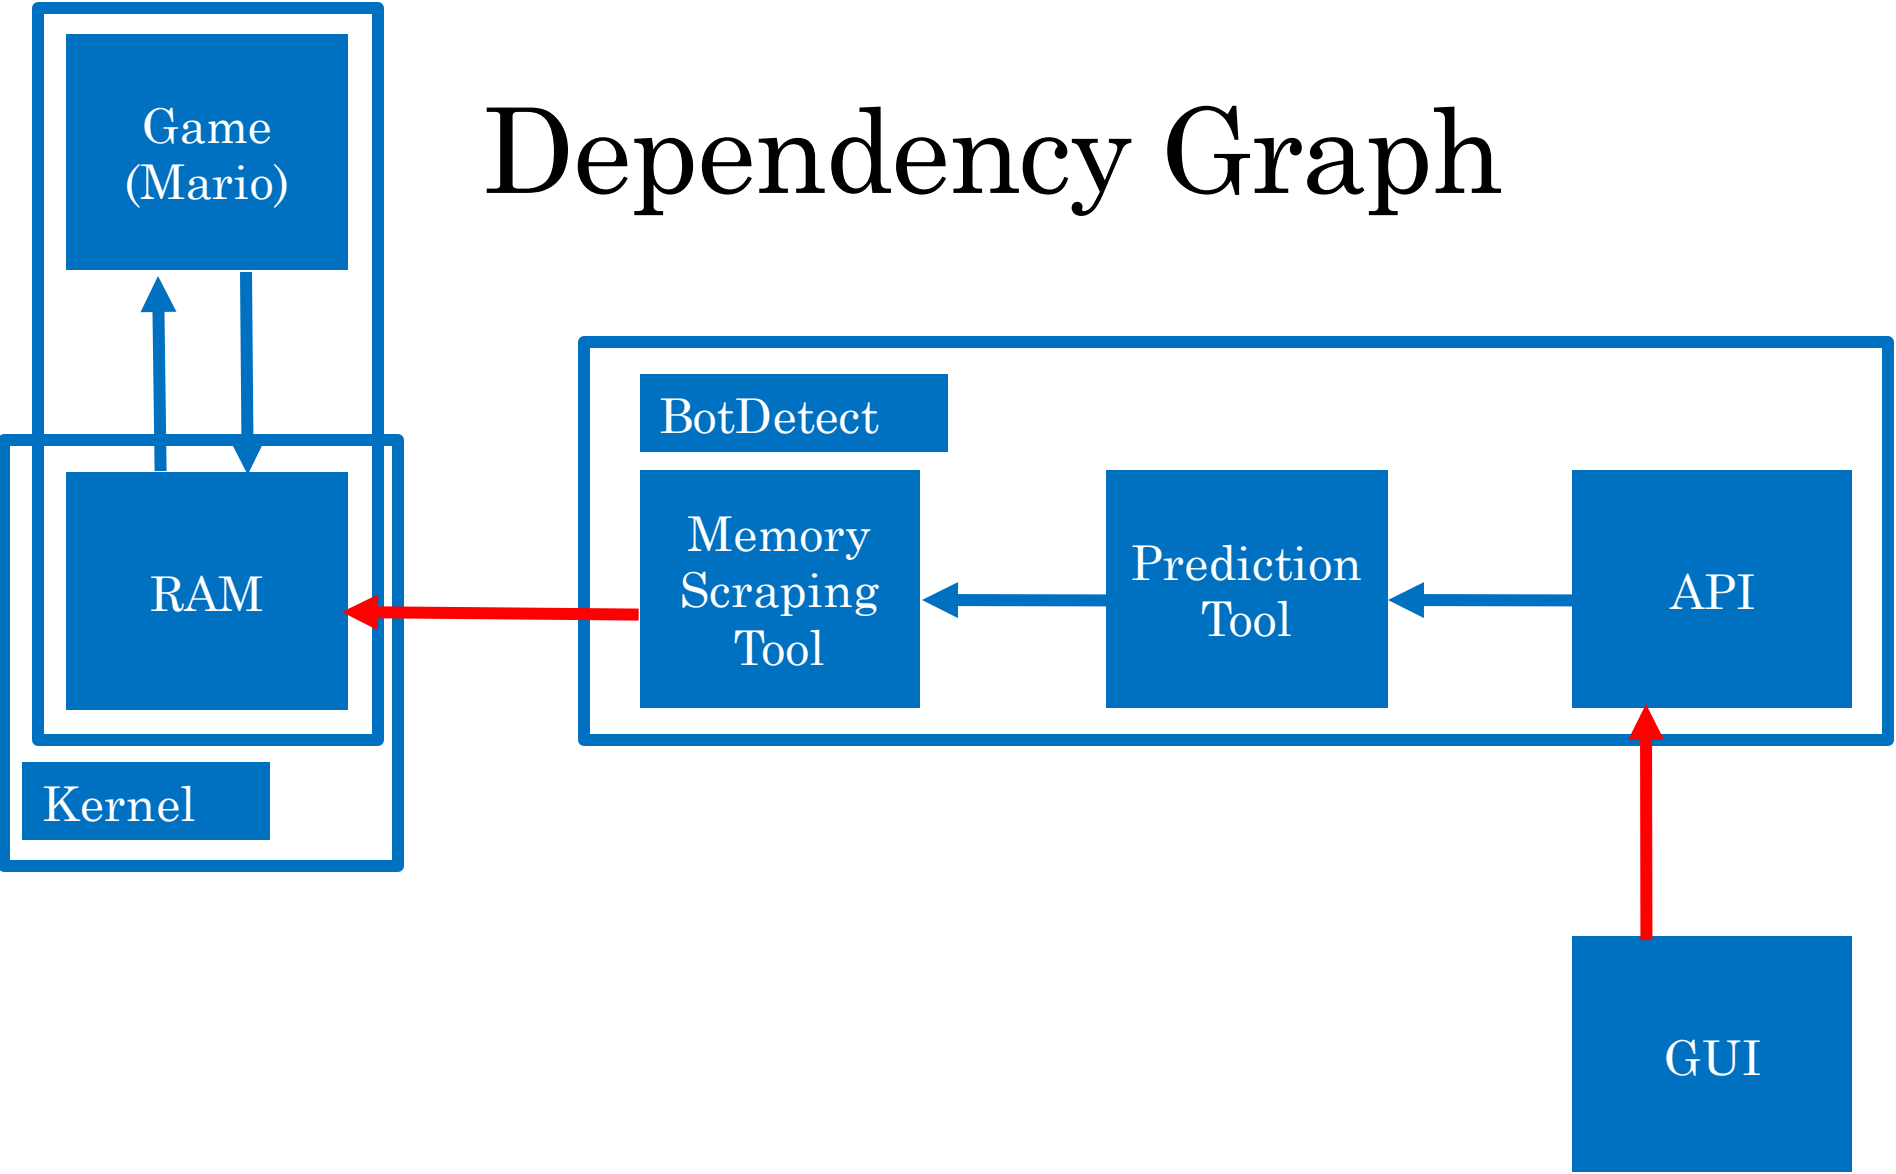 Dependency Graph
Game
(Mario)
BotDetect
RAM
Memory
Scraping
Tool
Prediction
Tool
API
Kernel
GUI